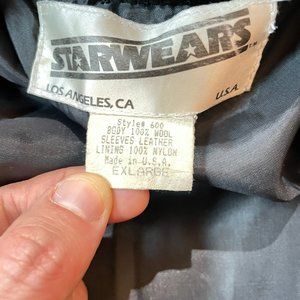 STARWEARS
LOS ANGELES, CA U.S.A.
Style# 600
BODY 100% WOOL
SLEEVES LEATHER
LINING 100% NYLON
Made in U.S.A.
EXLARGE